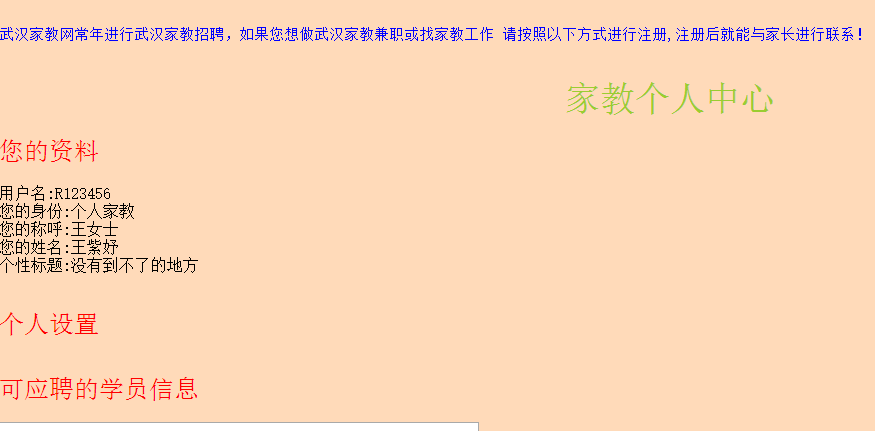 武汉家教网常年进行武汉家教招聘，如果您想做武汉家教兼职或找家教工作 请按照以下方式进行注册,注册后就能与家长进行联系！
家教个人中心
您的资料
用户名:R123456
您的身份:个人家教
您的称呼:王女士
您的姓名:王紫妤
个性标题:没有到不了的地方
个人设置
可应聘的学员信息